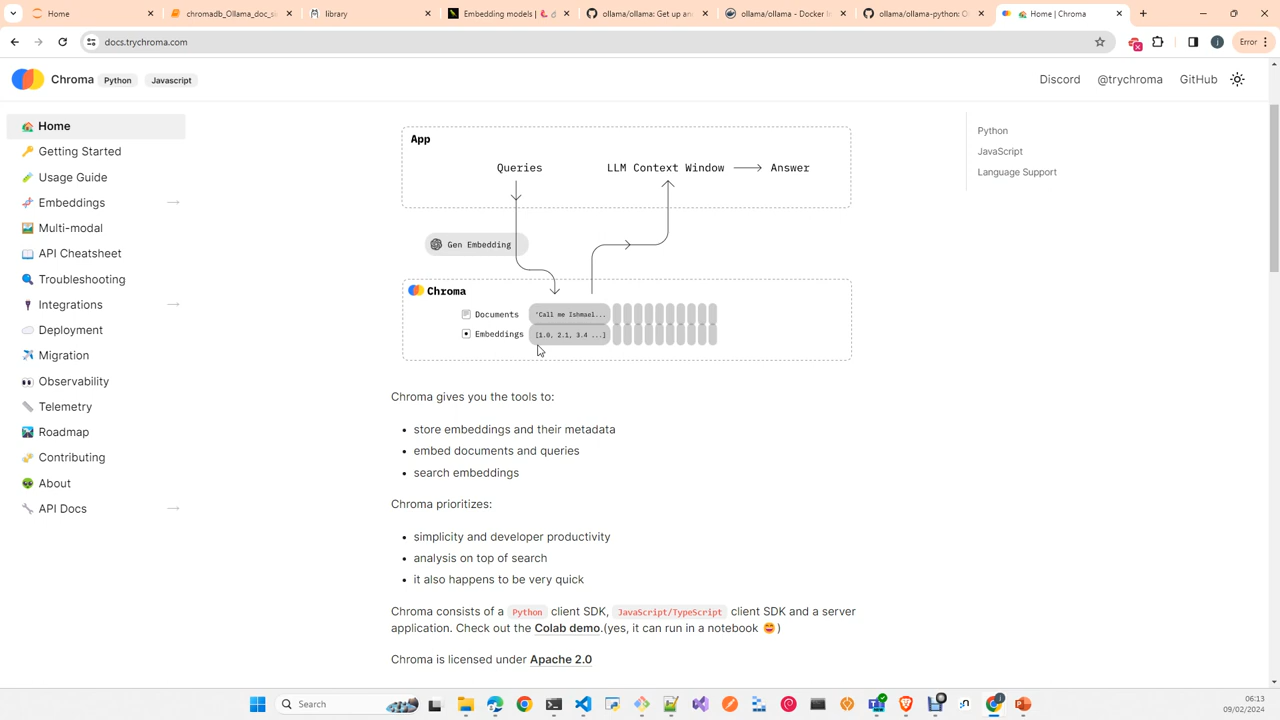 Home
chromadb_Ollama_doc_s
library
Embedding models |
ollama/ollama: Get up and
ollama/ollama - Docker I
ollama/ollama-python: O
Home | Chroma
docs.trychroma.com
Error
Chroma
Python
Javascript
Discord
@trychroma
GitHub
Home
Getting Started
Usage Guide
Embeddings
Multi-modal
API Cheatsheet
Troubleshooting
Integrations
Deployment
Migration
Observability
Telemetry
Roadmap
Contributing
About
API Docs
App
Queries
LLM Context Window
Answer
Gen Embedding
Chroma
Documents
'Call me Ishmael...
Embeddings
[1.0, 2.1, 3.4 ...]
Chroma gives you the tools to:
• store embeddings and their metadata
• embed documents and queries
• search embeddings
Chroma prioritizes:
• simplicity and developer productivity
• analysis on top of search
• it also happens to be very quick
Chroma consists of a Python client SDK, JavaScript/TypeScript client SDK and a server
application. Check out the Colab demo.(yes, it can run in a notebook 😄)
Chroma is licensed under Apache 2.0
Python
JavaScript
Language Support
Search
06:13
09/02/2024